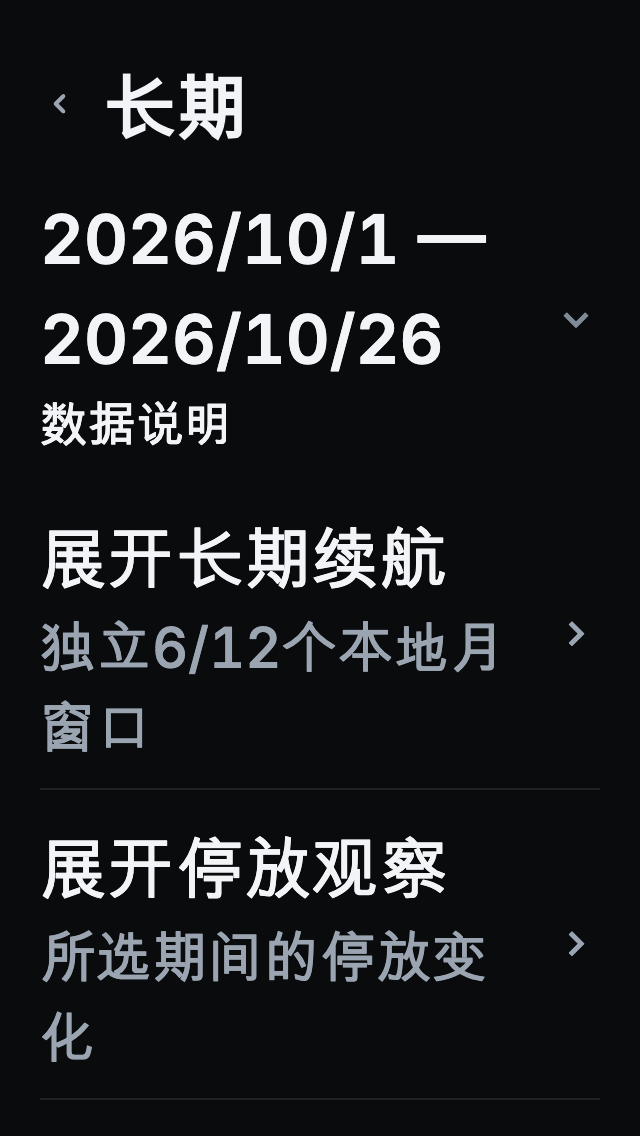 长期
2026/10/1 —
2026/10/26
数据说明
展开长期续航
独立6/12个本地月
窗口
展开停放观察
所选期间的停放变
化